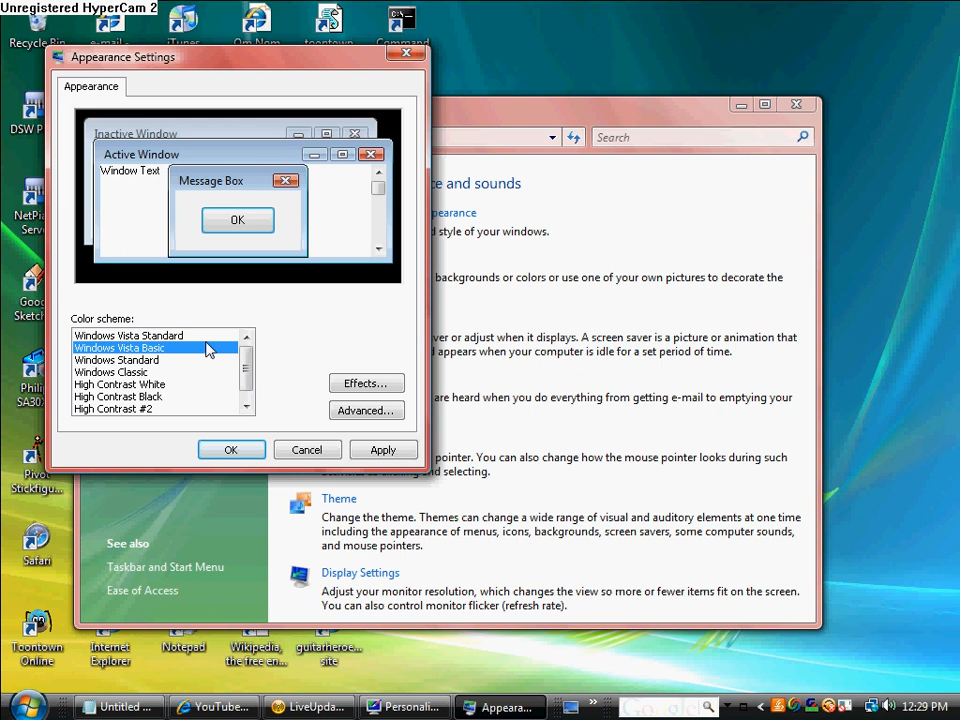 Unregistered HyperCam 2
Recycle Bin
e-mail
iTunes
Om Nom
toontown
Command
Appearance Settings
Appearance
DSW P
Inactive Window
Active Window
Window Text
Message Box
OK
Search
ce and sounds
pearance
d style of your windows.
NetPia
Serv
backgrounds or colors or use one of your own pictures to decorate the
Goo
Sketch
Color scheme:
Windows Vista Standard
Windows Vista Basic
Windows Standard
Windows Classic
High Contrast White
High Contrast Black
High Contrast #2
ver or adjust when it displays. A screen saver is a picture or animation that
appears when your computer is idle for a set period of time.
Effects...
Advanced...
Phili
SA30
are heard when you do everything from getting e-mail to emptying your
OK
Cancel
Apply
pointer. You can also change how the mouse pointer looks during such
clicking and selecting.
Pivot
Stickfigu...
Theme
Change the theme. Themes can change a wide range of visual and auditory elements at one time
including the appearance of menus, icons, backgrounds, screen savers, some computer sounds,
and mouse pointers.
See also
Taskbar and Start Menu
Ease of Access
Safari
Display Settings
Adjust your monitor resolution, which changes the view so more or fewer items fit on the screen.
You can also control monitor flicker (refresh rate).
Toontown
Online
Internet
Explorer
Notepad
Wikipedia,
the free en...
guitarheroe...
site
Untitled ...
YouTube...
LiveUpda...
Personali...
Appeara...
Google
12:29 PM